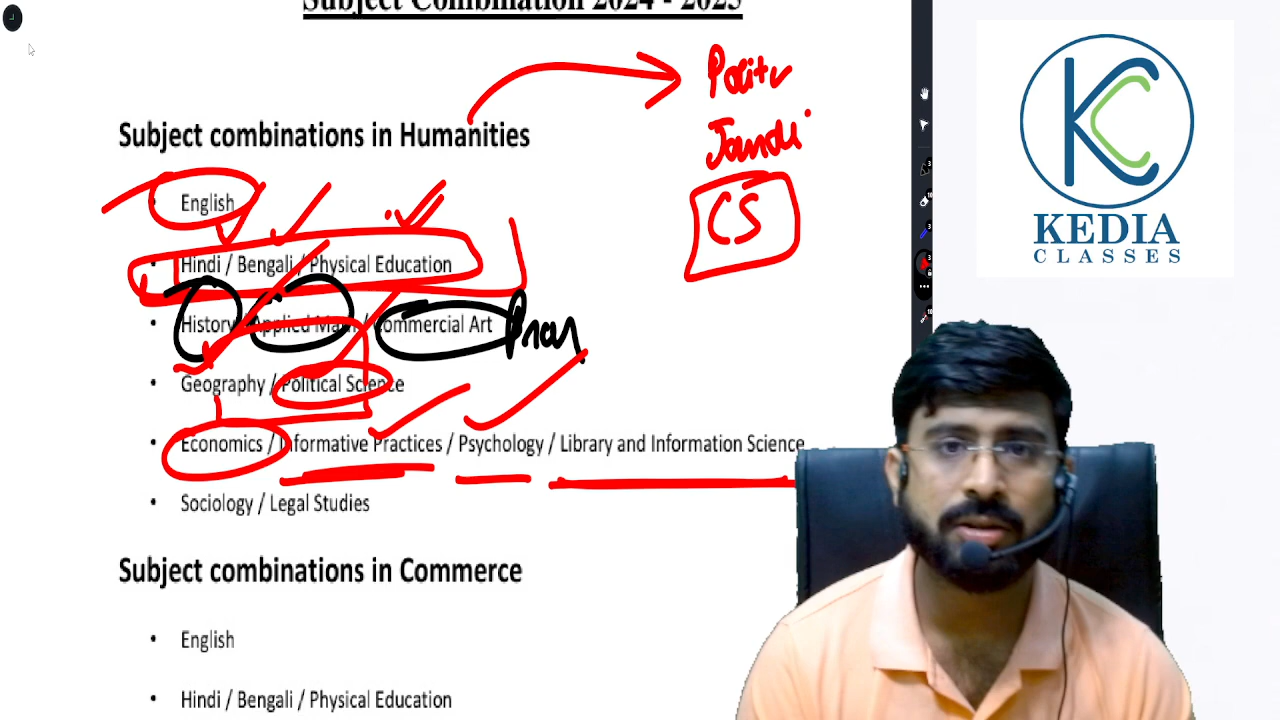 Subject Combination 2024 - 2025
Subject combinations in Humanities
English
Hindi / Bengali / Physical Education
History / Applied Math / Commercial Art
Geography / Political Science
Economics / Informative Practices / Psychology / Library and Information Science
Sociology / Legal Studies
Subject combinations in Commerce
English
Hindi / Bengali / Physical Education
CS
KC
KEDIA
CLASSES